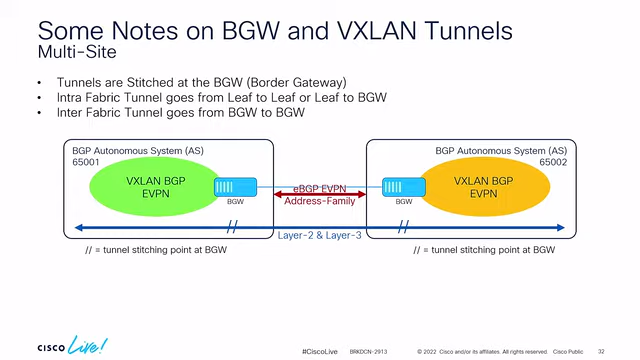 Some Notes on BGW and VXLAN Tunnels
Multi-Site
• Tunnels are Stitched at the BGW (Border Gateway)
• Intra Fabric Tunnel goes from Leaf to Leaf or Leaf to BGW
• Inter Fabric Tunnel goes from BGW to BGW
BGP Autonomous System (AS)
65001
VXLAN BGP
EVPN
BGW
//
eBGP EVPN
Address-Family
BGP Autonomous System (AS)
65002
VXLAN BGP
EVPN
BGW
//
Layer-2 & Layer-3
// = tunnel stitching point at BGW
// = tunnel stitching point at BGW
CISCO Live!
#CiscoLive
BRKDCN-2913
© 2022 Cisco and/or its affiliates. All rights reserved. Cisco Public
32